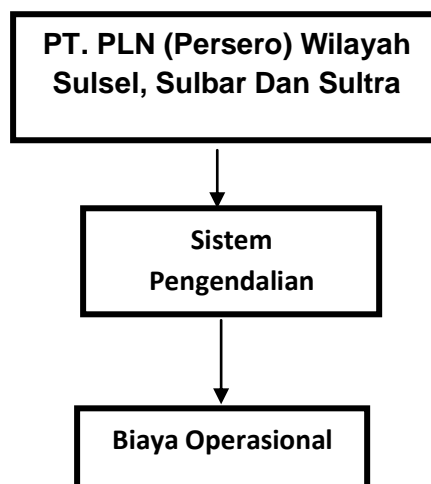 PT. PLN (Persero) Wilayah
Sulsel, Sulbar Dan Sultra
Sistem
Pengendalian
Biaya Operasional